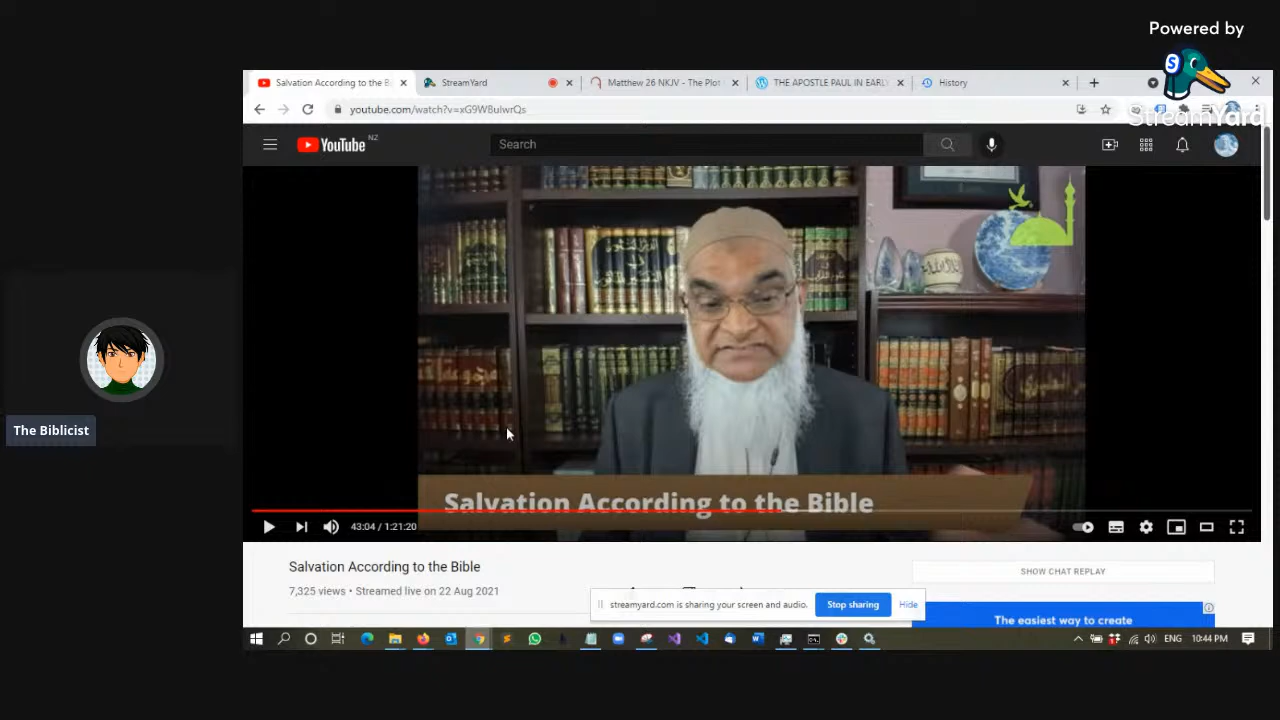 Powered by
StreamYard
Salvation According to the B
StreamYard
Matthew 26 NKJV - The Plot
THE APOSTLE PAUL IN EARL
History
youtube.com/watch?v=xG9W8ulwrQs
YouTube NZ
Search
Salvation According to the Bible
43:04 / 1:21:20
The Biblicist
Salvation According to the Bible
7,325 views • Streamed live on 22 Aug 2021
SHOW CHAT REPLAY
streamyard.com is sharing your screen and audio.
Stop sharing
Hide
The easiest way to create
ENG
10:44 PM